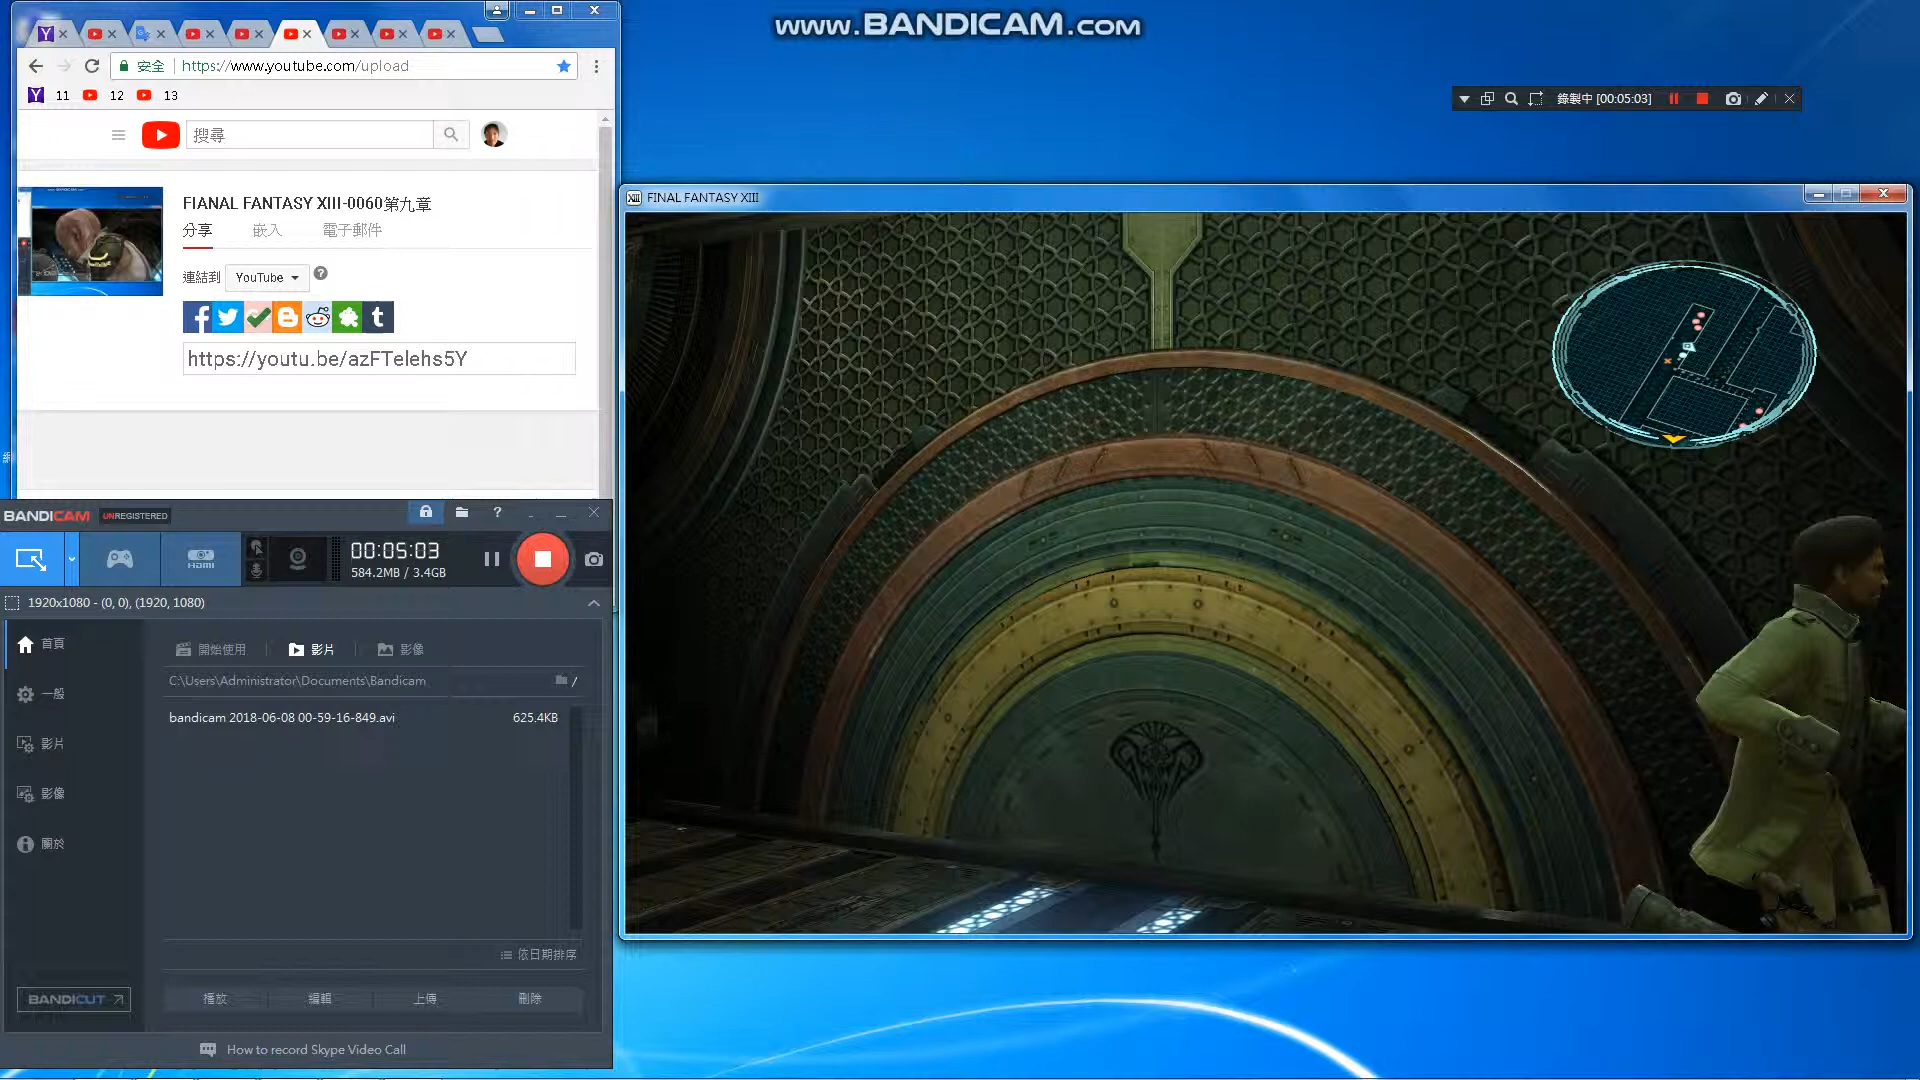 www.BANDICAM.com
安全 https://www.youtube.com/upload
11 12 13
搜尋
FIANAL FANTASY XIII-0060第九章
分享 嵌入 電子郵件
連結到 YouTube
https://youtu.be/azFTelehs5Y
錄製中 [00:05:03]
XIII FINAL FANTASY XIII
BANDICAM UNREGISTERED
HDMI
00:05:03
584.2MB / 3.4GB
1920x1080 - (0, 0), (1920, 1080)
首頁
一般
影片
影像
關於
開始使用 影片 影像
C:\Users\Administrator\Documents\Bandicam
bandicam 2018-06-08 00-59-16-849.avi 625.4KB
依日期排序
播放 編輯 上傳 刪除
BANDICUT
How to record Skype Video Call